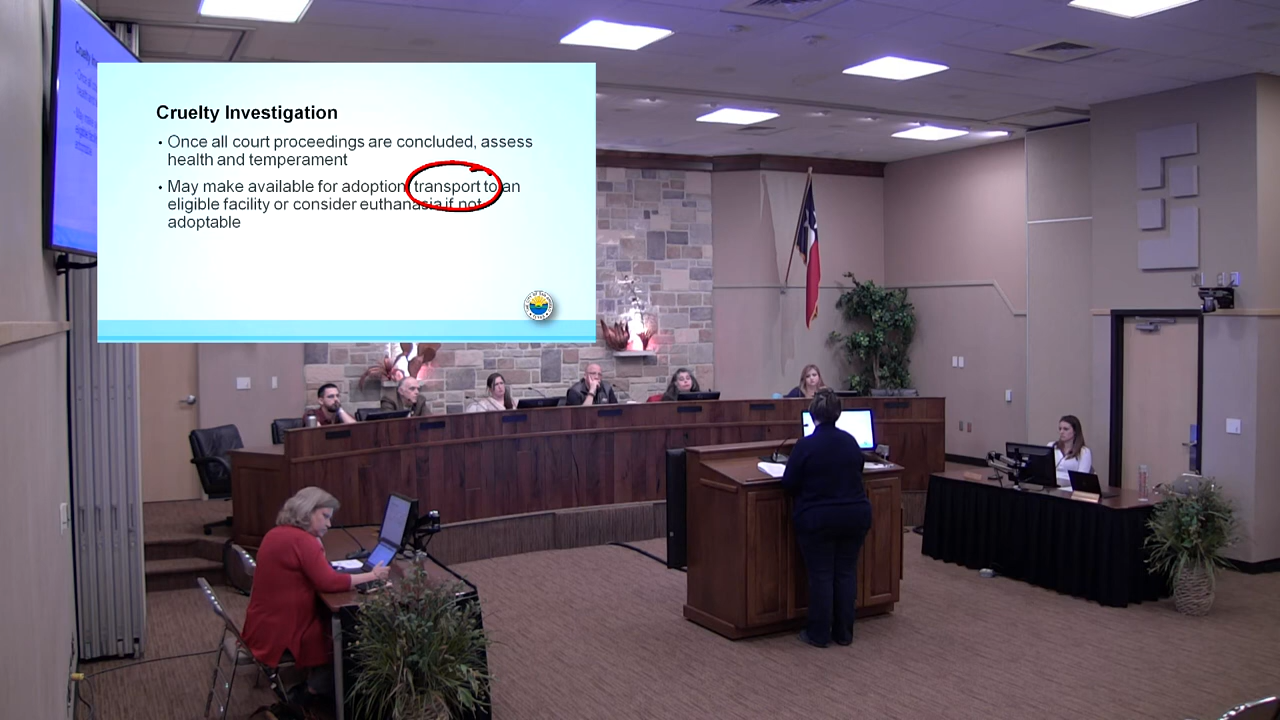 Cruelty Investigation
• Once all court proceedings are concluded, assess
health and temperament
• May make available for adoption, transport to an
eligible facility or consider euthanasia if not
adoptable